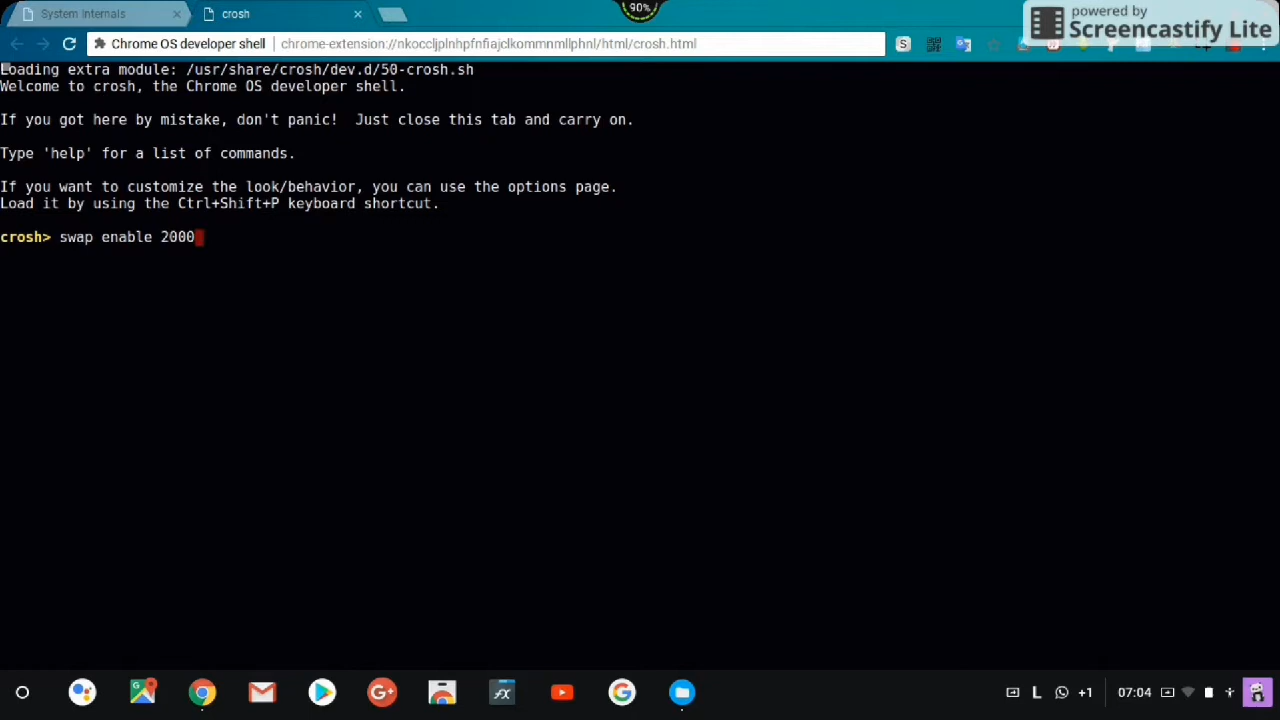 90%
powered by
Screencastify Lite
System Internals
crosh
Chrome OS developer shell
chrome-extension://nkoccljplnhpfnfiajclkommnmllphnl/html/crosh.html
Loading extra module: /usr/share/crosh/dev.d/50-crosh.sh
Welcome to crosh, the Chrome OS developer shell.
If you got here by mistake, don't panic! Just close this tab and carry on.
Type 'help' for a list of commands.
If you want to customize the look/behavior, you can use the options page.
Load it by using the Ctrl+Shift+P keyboard shortcut.
crosh> swap enable 2000
L +1 07:04